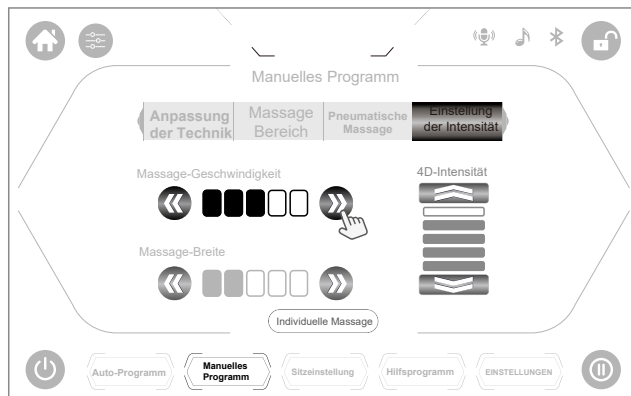 Manuelles Programm
Anpassung
der Technik
Massage
Bereich
Pneumatische
Massage
Einstellung
der Intensität
Massage-Geschwindigkeit
4D-Intensität
Massage-Breite
Individuelle Massage
Auto-Programm
Manuelles
Programm
Sitzeinstellung
Hilfsprogramm
EINSTELLUNGEN